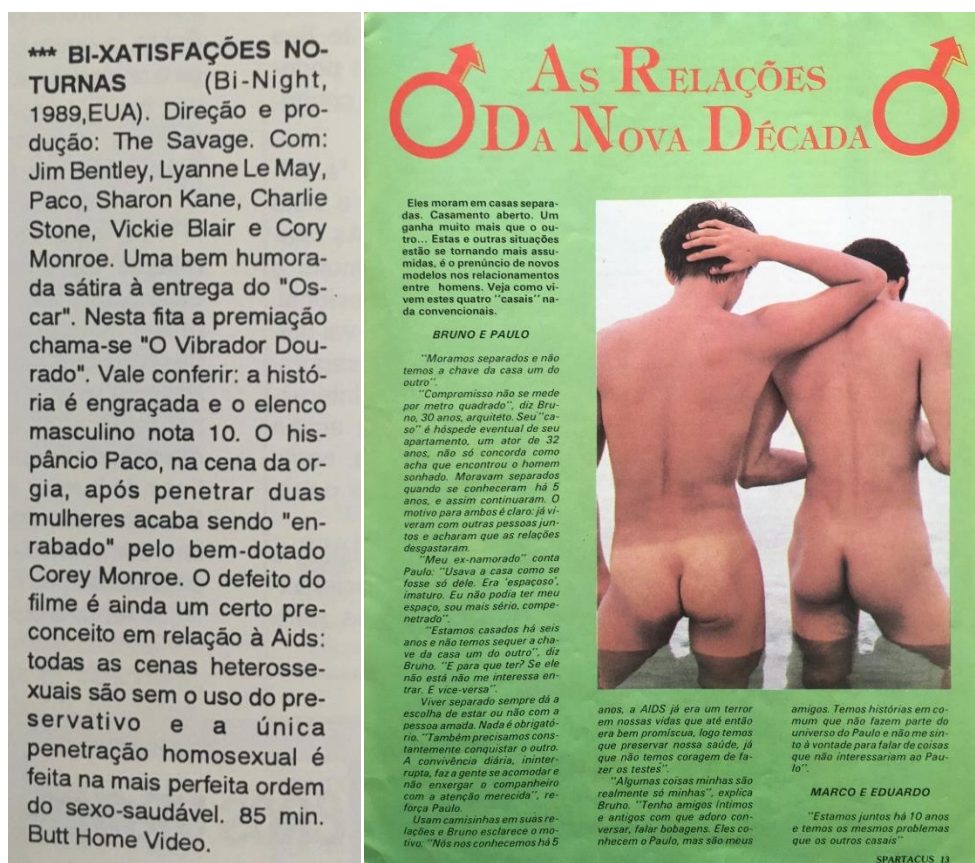 *** BI-XATISFAÇÕES NO-
TURNAS (Bi-Night,
1989,EUA). Direção e pro-
dução: The Savage. Com:
Jim Bentley, Lyanne Le May,
Paco, Sharon Kane, Charlie
Stone, Vickie Blair e Cory
Monroe. Uma bem humora-
da sátira à entrega do "Os-
car". Nesta fita a premiação
chama-se "O Vibrador Dou-
rado". Vale conferir: a histó-
ria é engraçada e o elenco
masculino nota 10. O his-
pâncio Paco, na cena da or-
gia, após penetrar duas
mulheres acaba sendo "en-
rabado" pelo bem-dotado
Corey Monroe. O defeito do
filme é ainda um certo pre-
conceito em relação à Aids:
todas as cenas heterosse-
xuais são sem o uso do pre-
servativo e a única
penetração homosexual é
feita na mais perfeita ordem
do sexo-saudável. 85 min.
Butt Home Video.
AS RELAÇÕES
DA NOVA DÉCADA
Eles moram em casas separa-
das. Casamento aberto. Um
ganha muito mais que o ou-
tro... Estas e outras situações
estão se tornando mais assu-
midas, é o prenúncio de novos
modelos nos relacionamentos
entre homens. Veja como vi-
vem estes quatro "casais" na-
da convencionais.
BRUNO E PAULO
"Moramos separados e não
temos a chave da casa um do
outro".
"Compromisso não se mede
por metro quadrado", diz Bru-
no, 30 anos, arquiteto. Seu "ca-
so" é hóspede eventual de seu
apartamento, um ator de 32
anos, não só concorda como
acha que encontrou o homem
sonhado. Moravam separados
quando se conheceram há 5
anos, e assim continuaram. O
motivo para ambos é claro: já vi-
veram com outras pessoas jun-
tos e acharam que as relações
desgastaram.
"Meu ex-namorado" conta
Paulo: "Usava a casa como se
fosse só dele. Era 'espaçoso',
imaturo. Eu não podia ter meu
espaço, sou mais sério, compe-
netrado".
"Estamos casados há seis
anos e não temos sequer a cha-
ve da casa um do outro", diz
Bruno. "E para que ter? Se ele
não está não me interessa en-
trar. E vice-versa".
Viver separado sempre dá a
escolha de estar ou não com a
pessoa amada. Nada é obrigató-
rio. "Também precisamos cons-
tantemente conquistar o outro.
A convivência diária, ininter-
rupta, faz a gente se acomodar e
não enxergar o companheiro
com a atenção merecida", re-
força Paulo.
Usam camisinhas em suas re-
lações e Bruno esclarece o mo-
tivo: "Nós nos conhecemos há 5
anos, a AIDS já era um terror
em nossas vidas que até então
era bem promíscua, logo temos
que preservar nossa saúde, já
que não temos coragem de fa-
zer os testes".
"Algumas coisas minhas são
realmente só minhas", explica
Bruno. "Tenho amigos íntimos
e antigos com que adoro con-
versar, falar bobagens. Eles co-
nhecem o Paulo, mas são meus
amigos. Temos histórias em co-
mum que não fazem parte do
universo do Paulo e não me sin-
to à vontade para falar de coisas
que não interessariam ao Pau-
lo".
MARCO E EDUARDO
"Estamos juntos há 10 anos
e temos os mesmos problemas
que os outros casais"
SPARTACUS 13